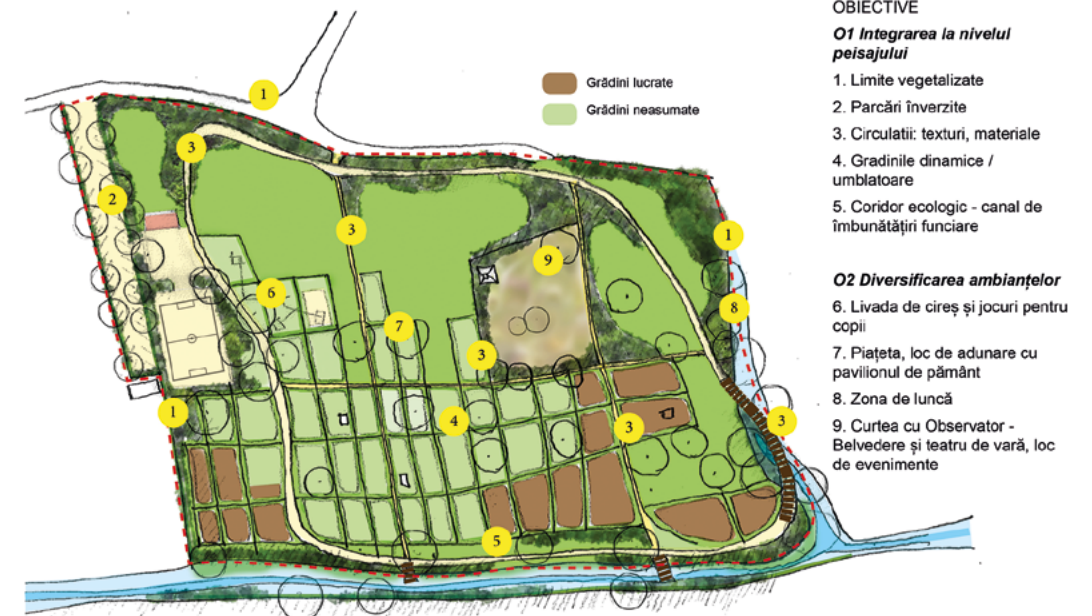 OBIECTIVE
O1 Integrarea la nivelul
peisajului
1. Limite vegetalizate
2. Parcări înverzite
3. Circulatii: texturi, materiale
4. Gradinile dinamice /
umblatoare
5. Coridor ecologic - canal de
îmbunătățiri funciare
O2 Diversificarea ambianțelor
6. Livada de cireș și jocuri pentru
copii
7. Piațeta, loc de adunare cu
pavilionul de pământ
8. Zona de luncă
9. Curtea cu Observator -
Belvedere și teatru de vară, loc
de evenimente
Grădini lucrate
Grădini neasumate
1
3
2
3
1
9
6
8
7
3
1
4
3
3
5